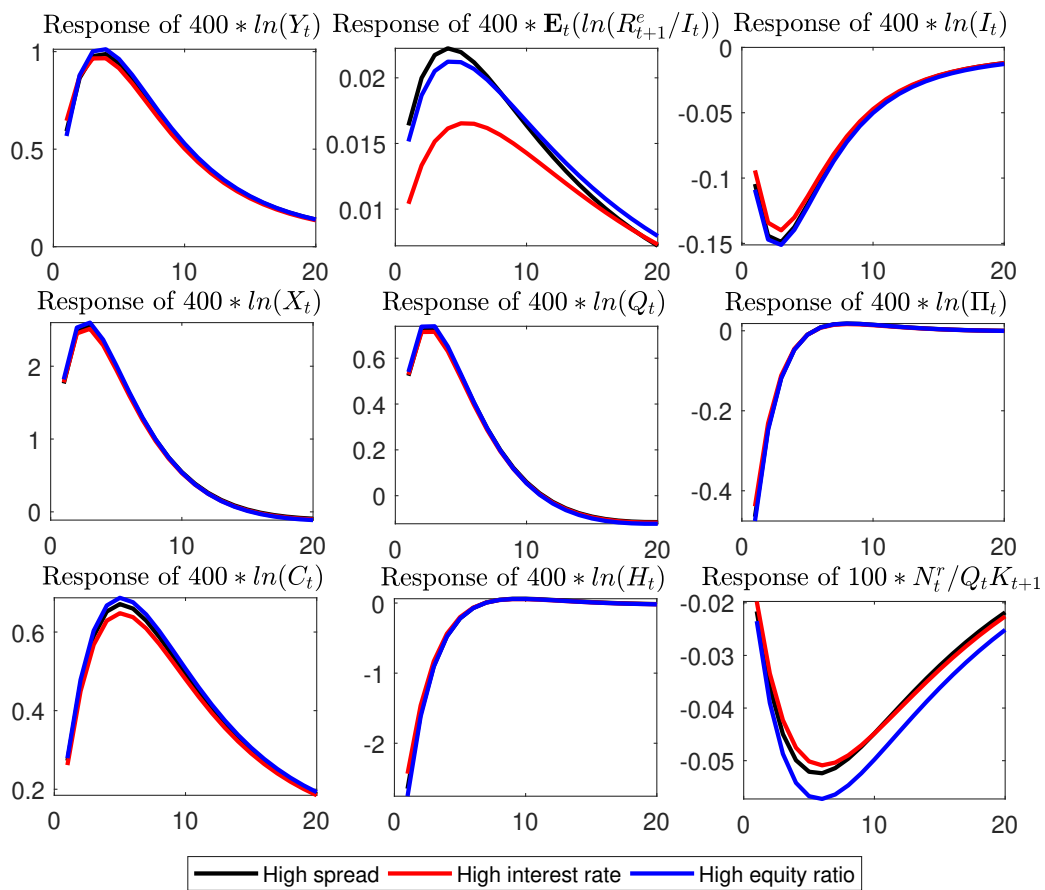 Response of 400 ∗ ln(Y_t)
Response of 400 ∗ E_t(ln(R^e_{t+1}/I_t))
Response of 400 ∗ ln(I_t)
1
0.5
0
0 10 20
0.02
0.015
0.01
0 10 20
0
-0.05
-0.1
-0.15
0 10 20
Response of 400 ∗ ln(X_t)
Response of 400 ∗ ln(Q_t)
Response of 400 ∗ ln(Π_t)
2
1
0
0 10 20
0.6
0.4
0.2
0
0 10 20
0
-0.2
-0.4
0 10 20
Response of 400 ∗ ln(C_t)
Response of 400 ∗ ln(H_t)
Response of 100 ∗ N^r_t/Q_tK_{t+1}
0.6
0.4
0.2
0 10 20
0
-1
-2
0 10 20
-0.02
-0.03
-0.04
-0.05
0 10 20
High spread High interest rate High equity ratio